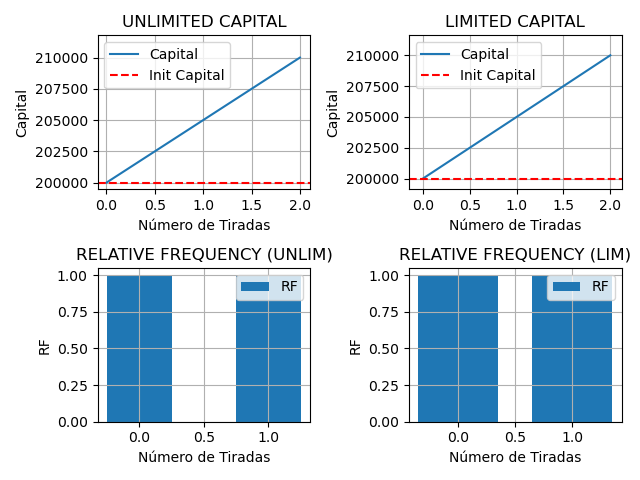 UNLIMITED CAPITAL
Capital
Init Capital
210000
207500
205000
202500
200000
Capital
0.0 0.5 1.0 1.5 2.0
Número de Tiradas
LIMITED CAPITAL
Capital
Init Capital
210000
207500
205000
202500
200000
Capital
0.0 0.5 1.0 1.5 2.0
Número de Tiradas
RELATIVE FREQUENCY (UNLIM)
RF
1.00
0.75
0.50
0.25
0.00
RF
0.0 0.5 1.0
Número de Tiradas
RELATIVE FREQUENCY (LIM)
RF
1.00
0.75
0.50
0.25
0.00
RF
0.0 0.5 1.0
Número de Tiradas